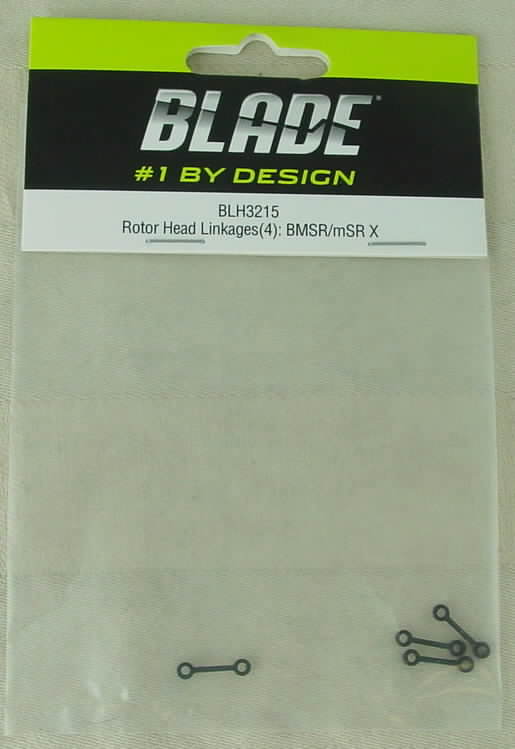 BLADE
#1 BY DESIGN
BLH3215
Rotor Head Linkages(4): BMSR/mSR X